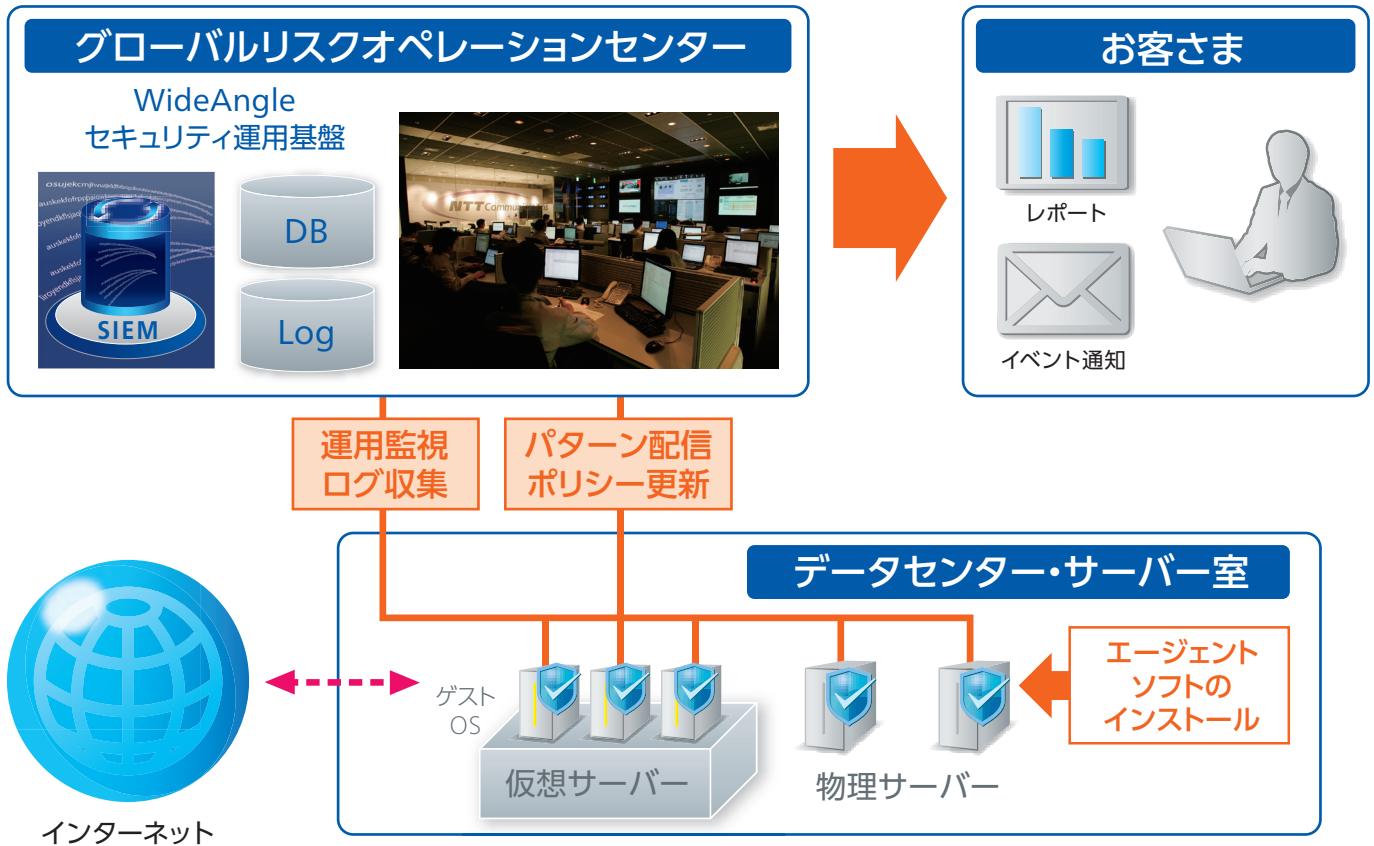 グローバルリスクオペレーションセンター
WideAngle
セキュリティ運用基盤
SIEM
DB
Log
NTT Commu
お客さま
レポート
イベント通知
運用監視
ログ収集
パターン配信
ポリシー更新
データセンター・サーバー室
ゲスト
OS
仮想サーバー
物理サーバー
エージェント
ソフトの
インストール
インターネット